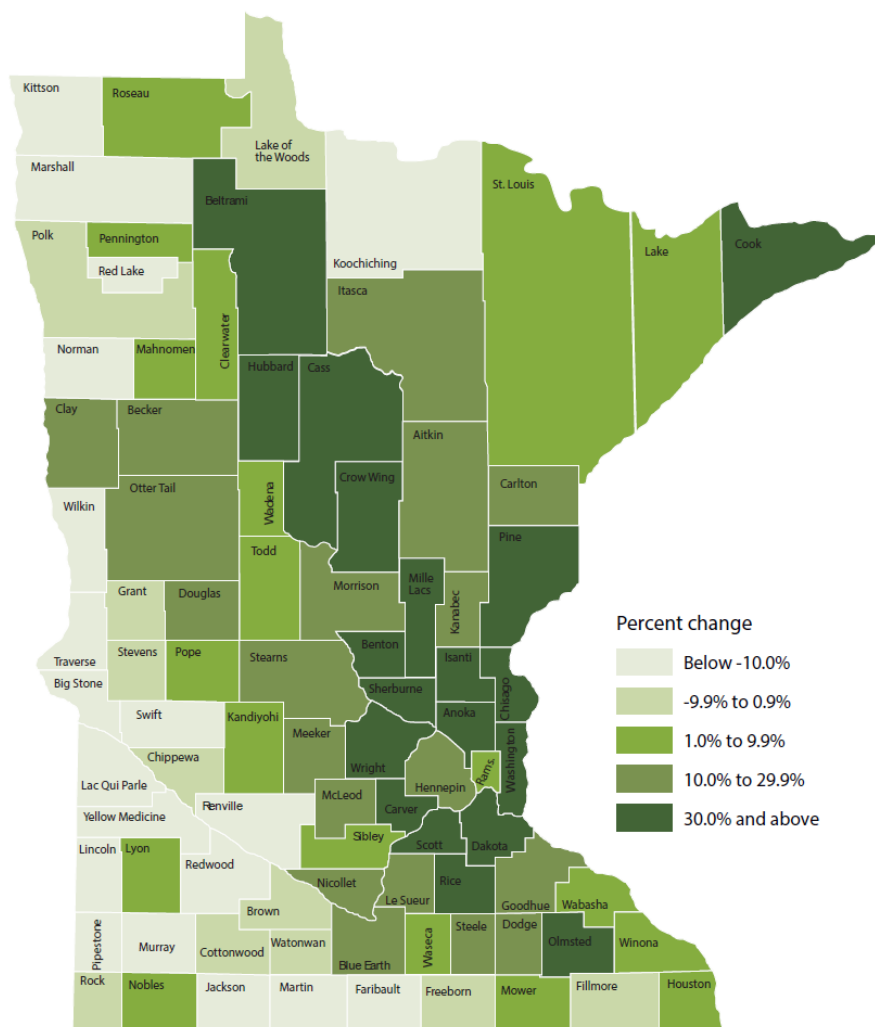 Kittson
Roseau
Lake of
the Woods
Marshall
St. Louis
Beltrami
Polk
Pennington
Koochiching
Lake
Cook
Red Lake
Itasca
Clearwater
Norman
Mahnomen
Hubbard
Cass
Clay
Becker
Aitkin
Crow Wing
Carlton
Otter Tail
Wadena
Wilkin
Pine
Todd
Mille
Lacs
Morrison
Kanabec
Grant
Douglas
Percent change
Benton
Traverse
Stevens
Pope
Stearns
Isanti
Chisago
Below -10.0%
Big Stone
Sherburne
-9.9% to 0.9%
Swift
Kandiyohi
Anoka
Washington
1.0% to 9.9%
Chippewa
Meeker
Wright
Rams.
10.0% to 29.9%
Lac Qui Parle
Hennepin
McLeod
Renville
Carver
30.0% and above
Yellow Medicine
Sibley
Scott
Dakota
Lincoln
Lyon
Redwood
Nicollet
Le Sueur
Rice
Goodhue
Wabasha
Brown
Pipestone
Murray
Cottonwood
Watonwan
Blue Earth
Waseca
Steele
Dodge
Olmsted
Winona
Rock
Nobles
Jackson
Martin
Faribault
Freeborn
Mower
Fillmore
Houston